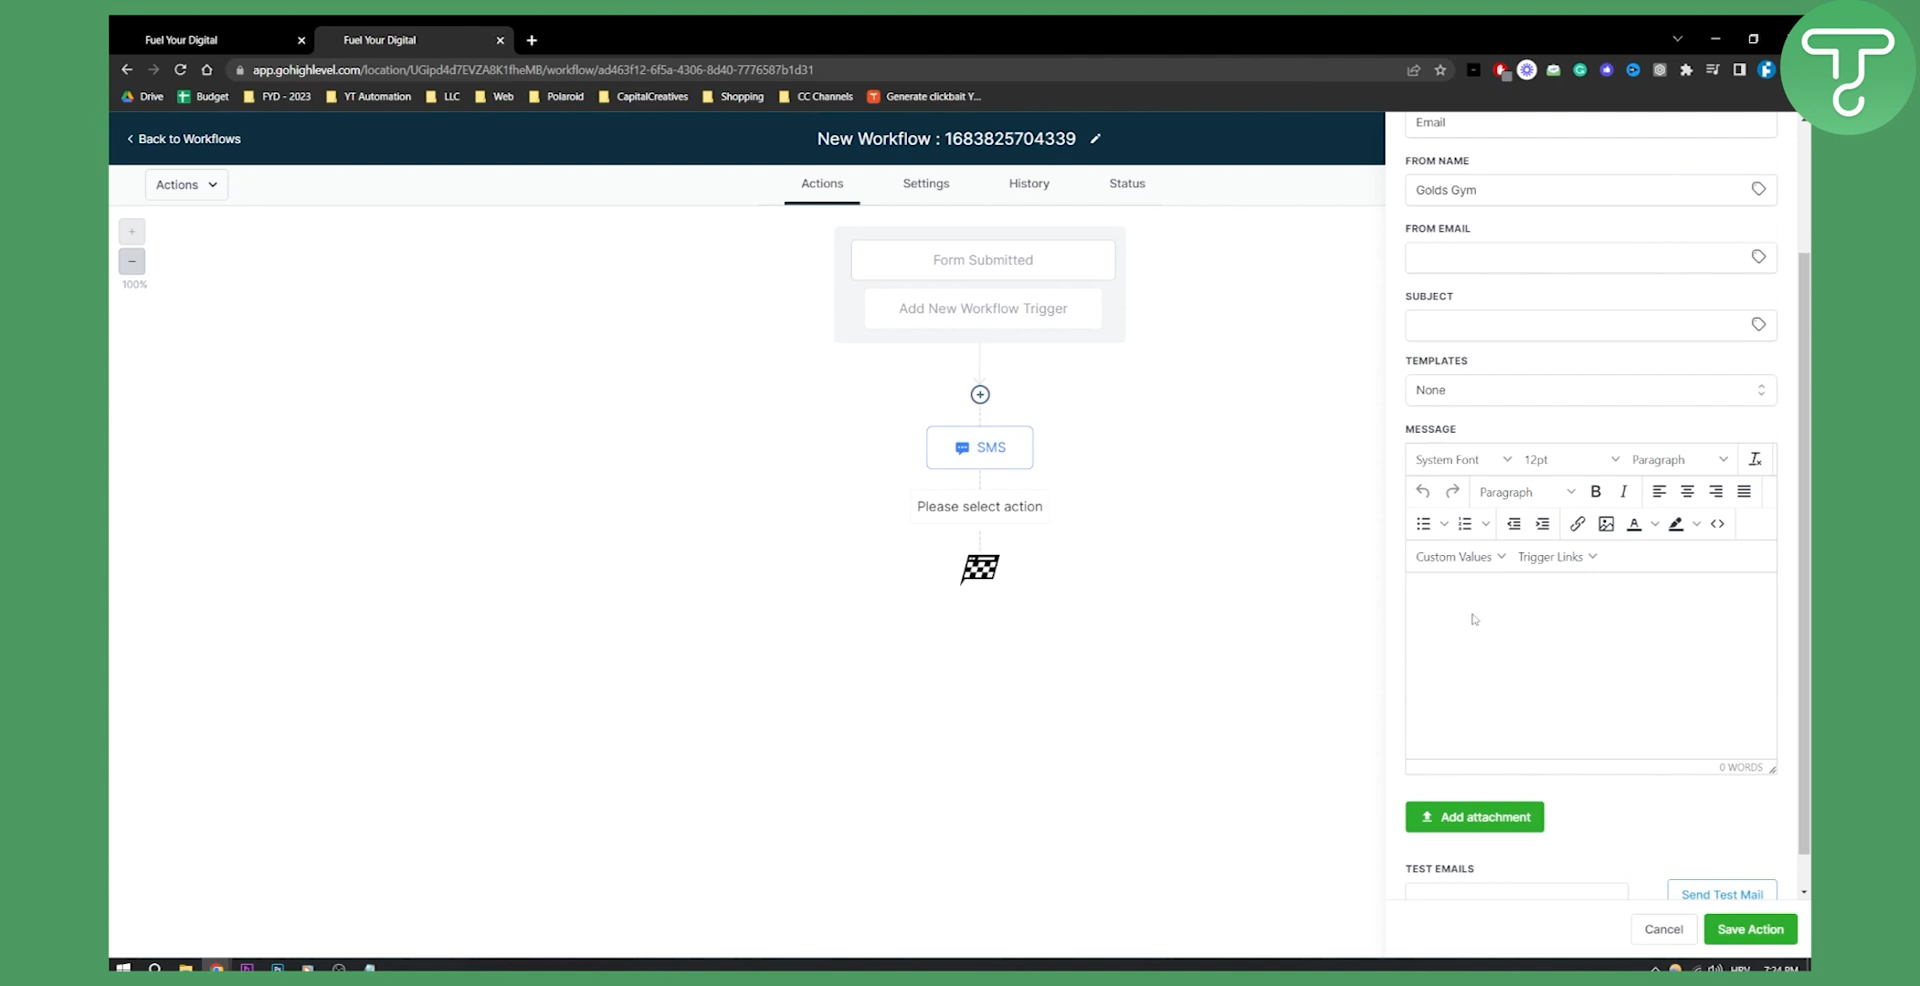 Fuel Your Digital
Fuel Your Digital
app.gohighlevel.com/location/UGipd4d7EVZA8K1fheMB/workflow/ad463f12-6f5a-4306-8d40-7776587b1d31
Drive
Budget
FYD - 2023
YT Automation
LLC
Web
Polaroid
CapitalCreatives
Shopping
CC Channels
Generate clickbait Y...
Back to Workflows
New Workflow : 1683825704339
Actions
Actions
Settings
History
Status
100%
Form Submitted
Add New Workflow Trigger
SMS
Please select action
Email
FROM NAME
Golds Gym
FROM EMAIL
SUBJECT
TEMPLATES
None
MESSAGE
System Font
12pt
Paragraph
Paragraph
B
I
A
Custom Values
Trigger Links
0 WORDS
Add attachment
TEST EMAILS
Send Test Mail
Cancel
Save Action
7:24 PM